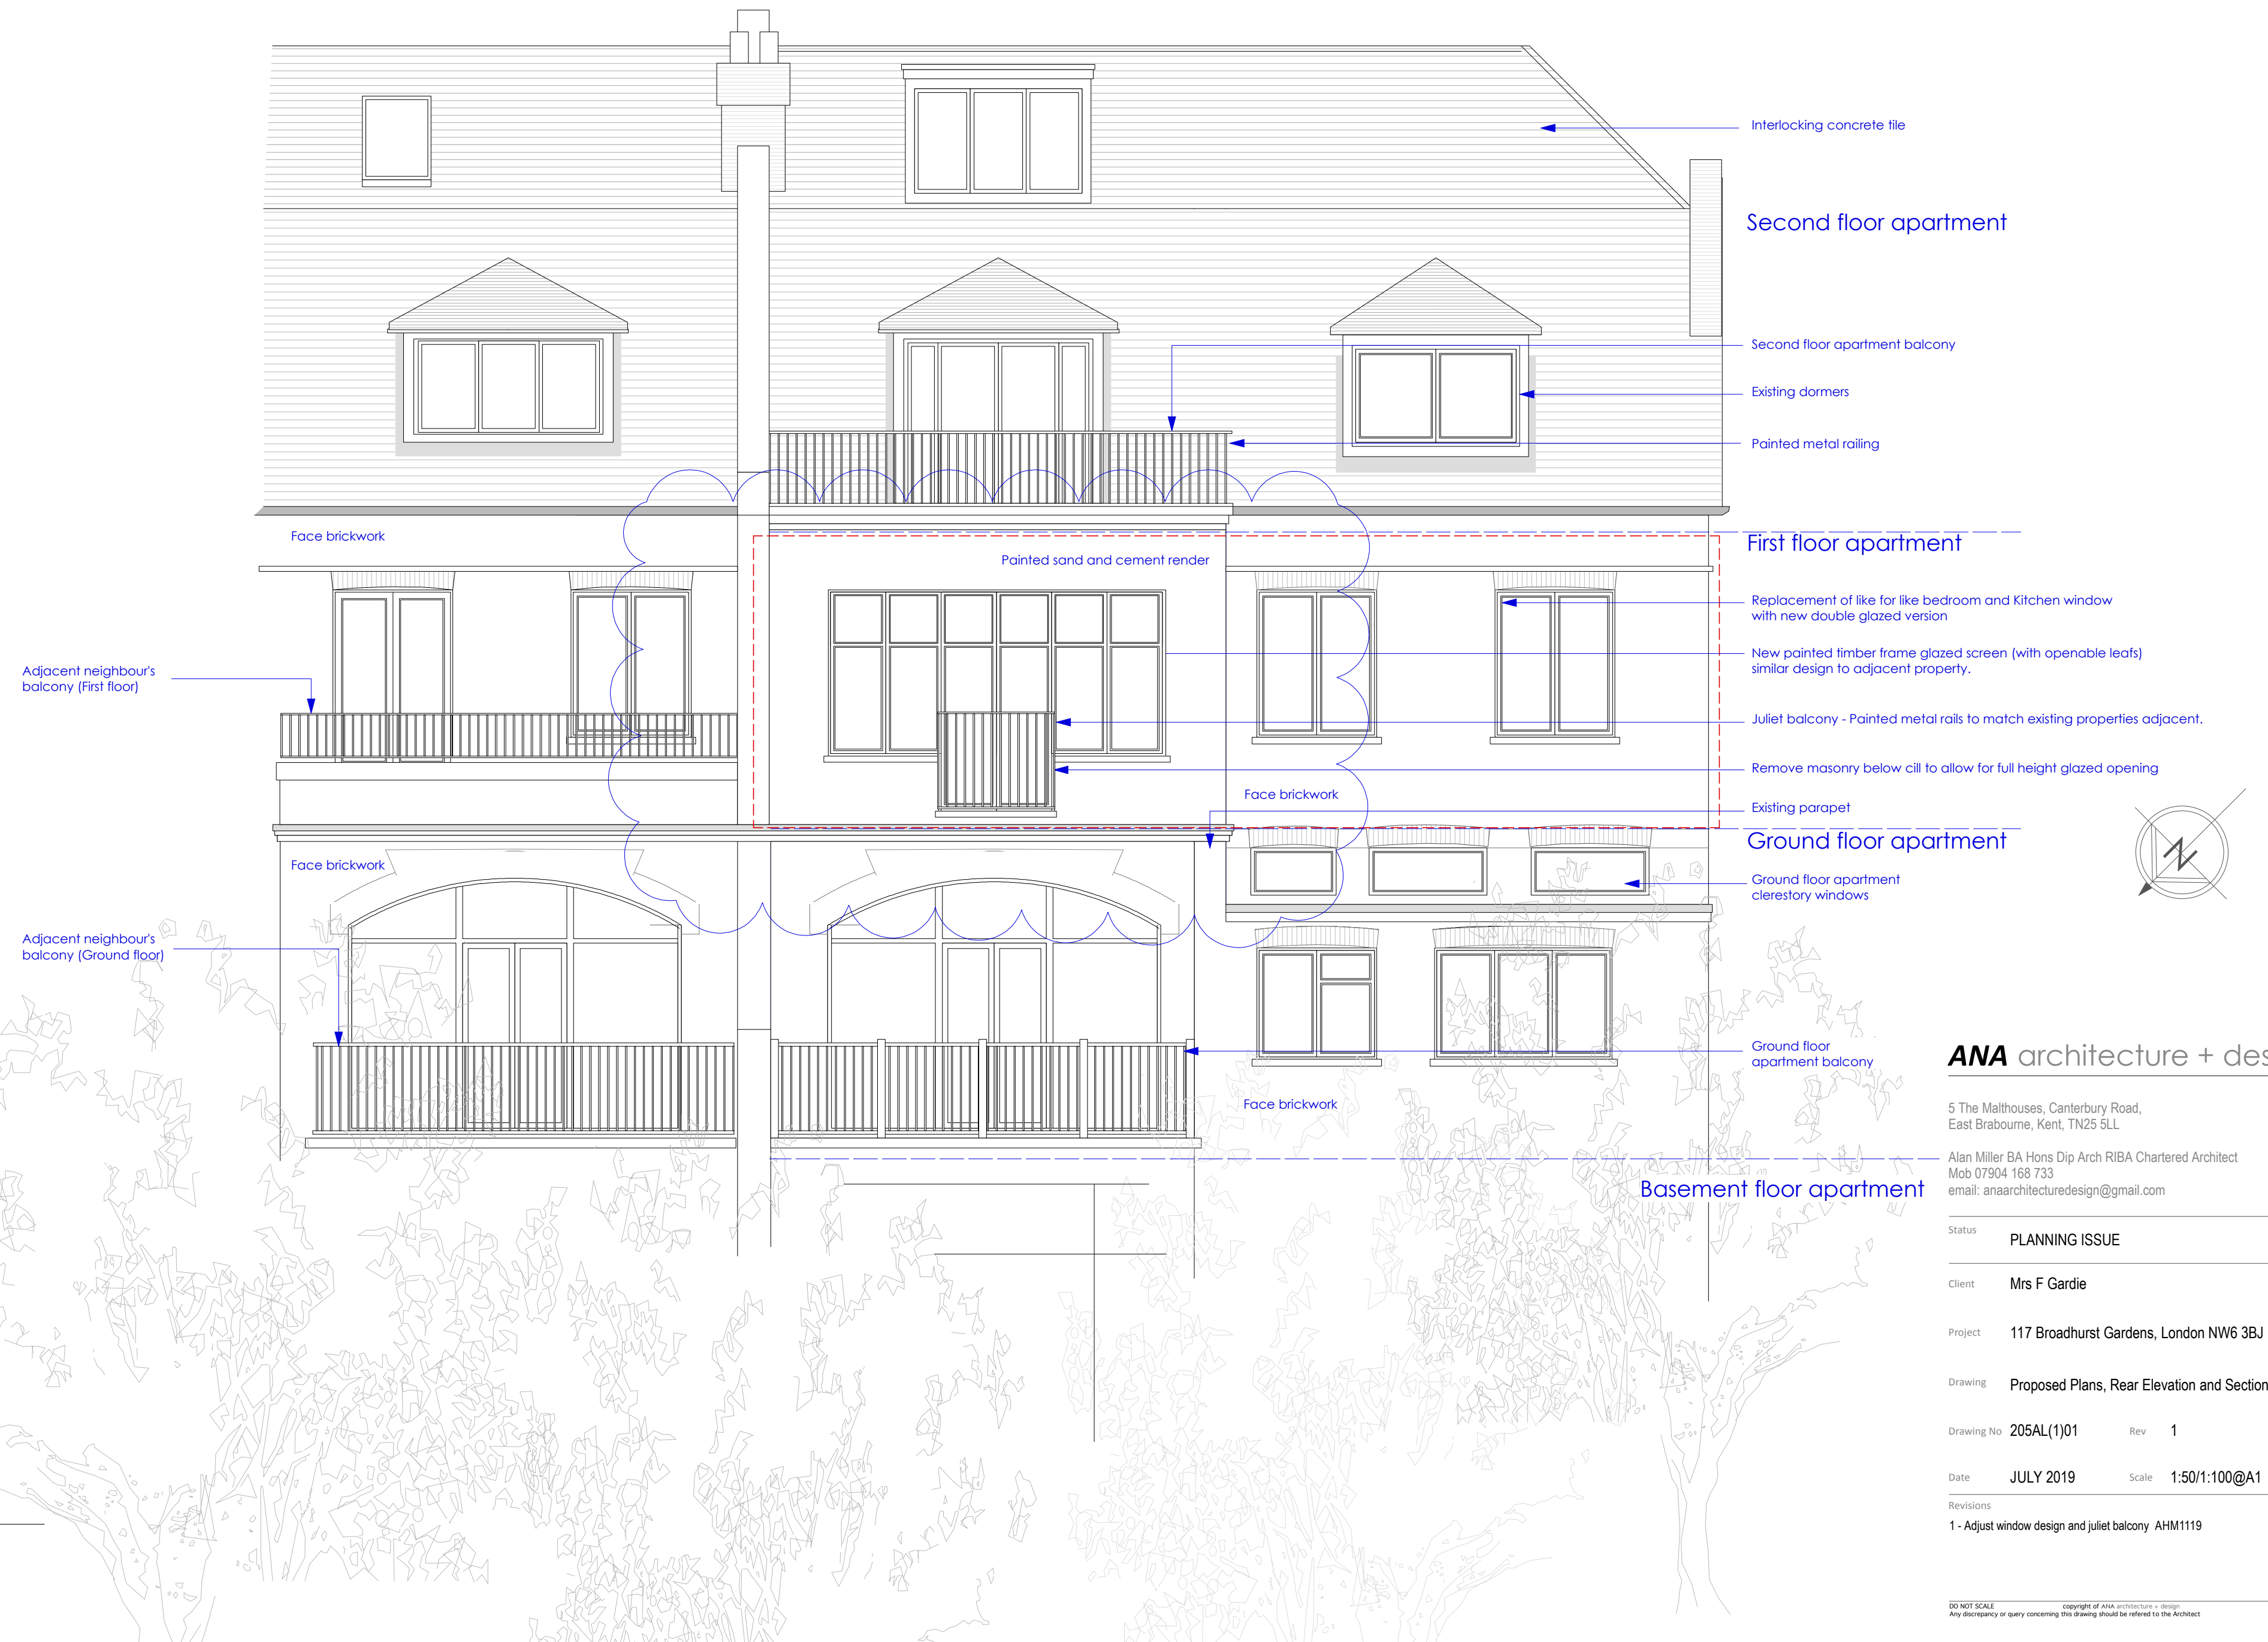 Interlocking concrete tile
Second floor apartment
Second floor apartment balcony
Existing dormers
Painted metal railing
Face brickwork
Painted sand and cement render
First floor apartment
Replacement of like for like bedroom and Kitchen window
with new double glazed version
New painted timber frame glazed screen (with openable leafs)
similar design to adjacent property.
Adjacent neighbour's
balcony (First floor)
Juliet balcony - Painted metal rails to match existing properties adjacent.
Remove masonry below cill to allow for full height glazed opening
Face brickwork
Existing parapet
Ground floor apartment
Face brickwork
Ground floor apartment
clerestory windows
Adjacent neighbour's
balcony (Ground floor)
Ground floor
apartment balcony
Face brickwork
Basement floor apartment
N
ANA architecture + des
5 The Malthouses, Canterbury Road,
East Brabourne, Kent, TN25 5LL
Alan Miller BA Hons Dip Arch RIBA Chartered Architect
Mob 07904 168 733
email: anaarchitecturedesign@gmail.com
Status PLANNING ISSUE
Client Mrs F Gardie
Project 117 Broadhurst Gardens, London NW6 3BJ
Drawing Proposed Plans, Rear Elevation and Section
Drawing No 205AL(1)01 Rev 1
Date JULY 2019 Scale 1:50/1:100@A1
Revisions
1 - Adjust window design and juliet balcony AHM1119
DO NOT SCALE copyright of ANA architecture + design
Any discrepancy or query concerning this drawing should be refered to the Architect